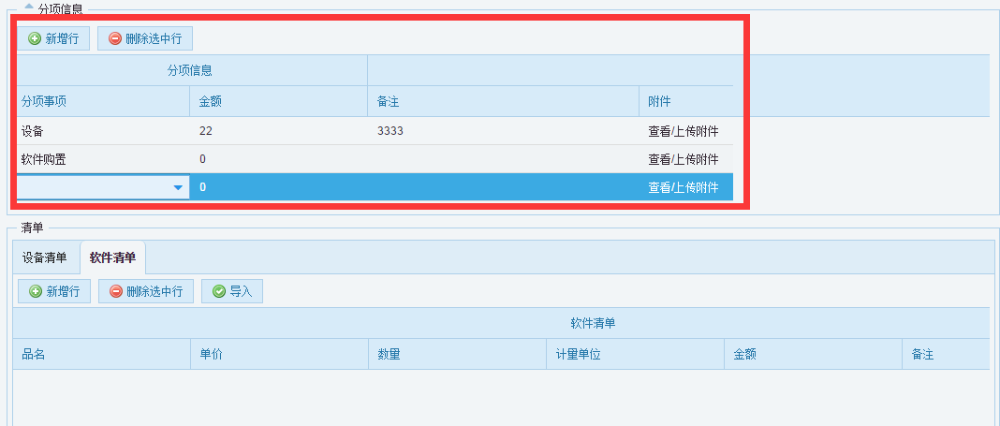 分项信息
新增行 删除选中行
分项信息
分项事项 金额 备注 附件
设备 22 3333 查看/上传附件
软件购置 0 查看/上传附件
0 查看/上传附件
清单
设备清单 软件清单
新增行 删除选中行 导入
软件清单
品名 单价 数量 计量单位 金额 备注